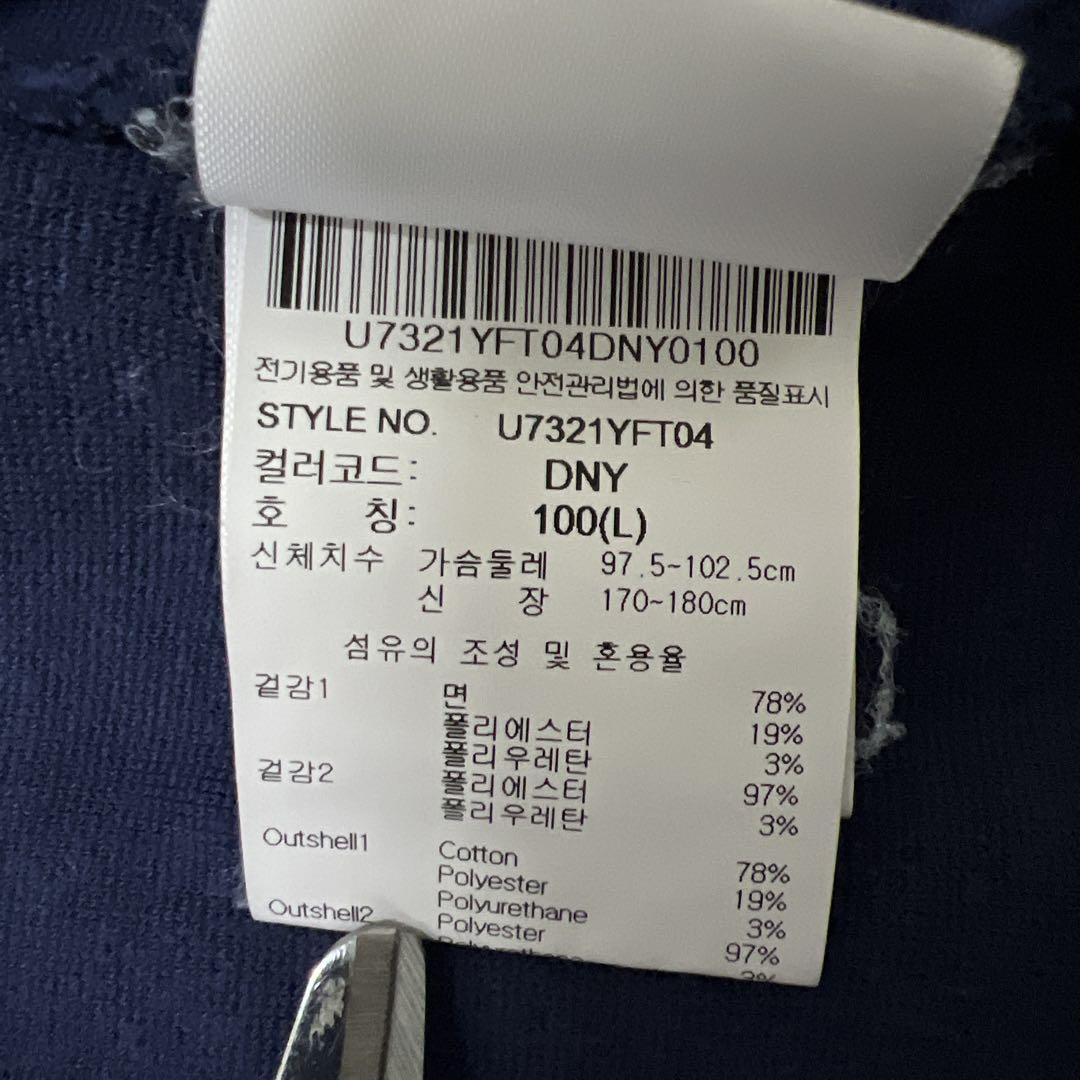 U7321YFT04DNY0100
전기용품 및 생활용품 안전관리법에 의한 품질표시
STYLE NO. U7321YFT04
컬러코드: DNY
호 칭: 100(L)
신체치수 가슴둘레 97.5~102.5cm
신 장 170~180cm
섬유의 조성 및 혼용율
겉감1 면 78%
폴리에스터 19%
폴리우레탄 3%
겉감2 폴리에스터 97%
폴리우레탄 3%
Outshell1 Cotton 78%
Polyester 19%
Polyurethane 3%
Outshell2 Polyester 97%